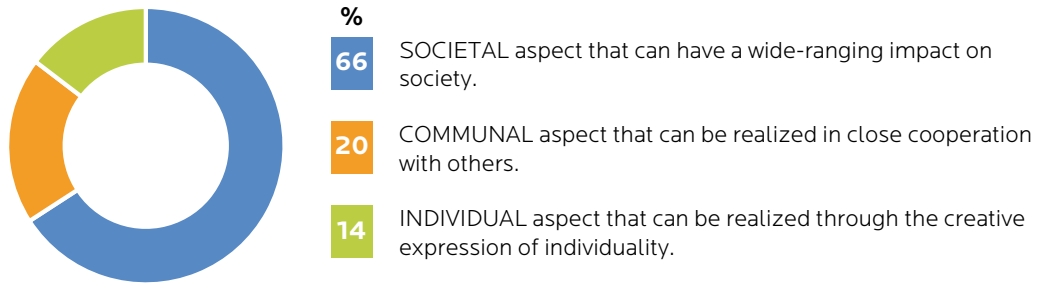 %
66
SOCIETAL aspect that can have a wide-ranging impact on
society.
20
COMMUNAL aspect that can be realized in close cooperation
with others.
14
INDIVIDUAL aspect that can be realized through the creative
expression of individuality.